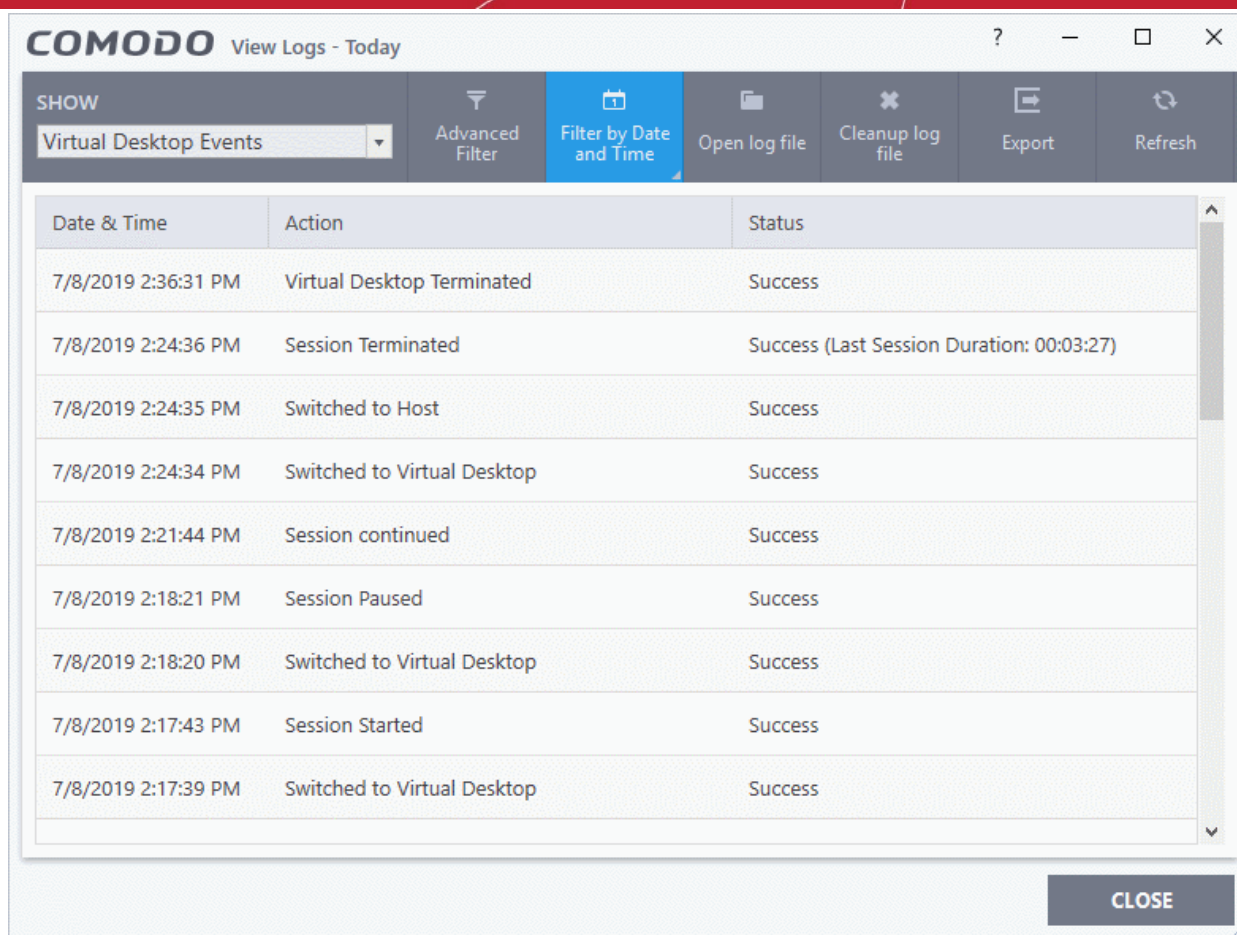 COMODO View Logs - Today
?
SHOW
Virtual Desktop Events
Advanced
Filter
Filter by Date
and Time
Open log file
Cleanup log
file
Export
Refresh
Date & Time Action Status
7/8/2019 2:36:31 PM Virtual Desktop Terminated Success
7/8/2019 2:24:36 PM Session Terminated Success (Last Session Duration: 00:03:27)
7/8/2019 2:24:35 PM Switched to Host Success
7/8/2019 2:24:34 PM Switched to Virtual Desktop Success
7/8/2019 2:21:44 PM Session continued Success
7/8/2019 2:18:21 PM Session Paused Success
7/8/2019 2:18:20 PM Switched to Virtual Desktop Success
7/8/2019 2:17:43 PM Session Started Success
7/8/2019 2:17:39 PM Switched to Virtual Desktop Success
CLOSE